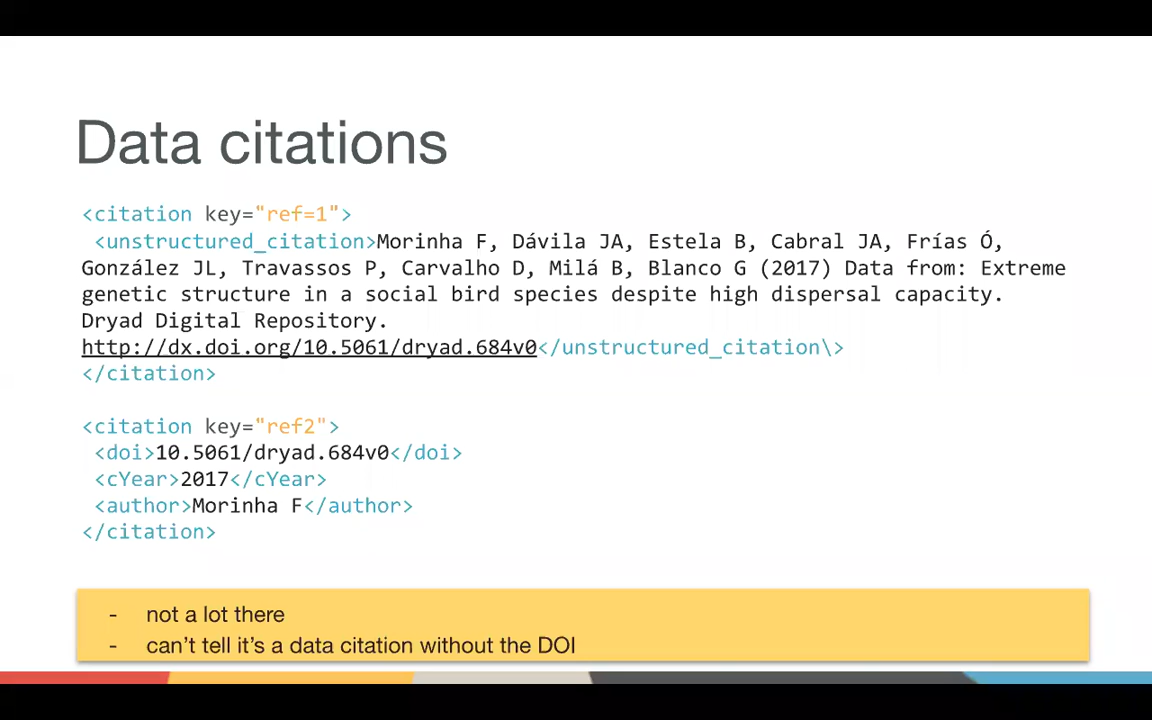 Data citations
<citation key="ref=1">
<unstructured_citation>Morinha F, Dávila JA, Estela B, Cabral JA, Frías Ó,
González JL, Travassos P, Carvalho D, Milá B, Blanco G (2017) Data from: Extreme
genetic structure in a social bird species despite high dispersal capacity.
Dryad Digital Repository.
http://dx.doi.org/10.5061/dryad.684v0</unstructured_citation\>
</citation>
<citation key="ref2">
<doi>10.5061/dryad.684v0</doi>
<cYear>2017</cYear>
<author>Morinha F</author>
</citation>
- not a lot there
- can’t tell it’s a data citation without the DOI